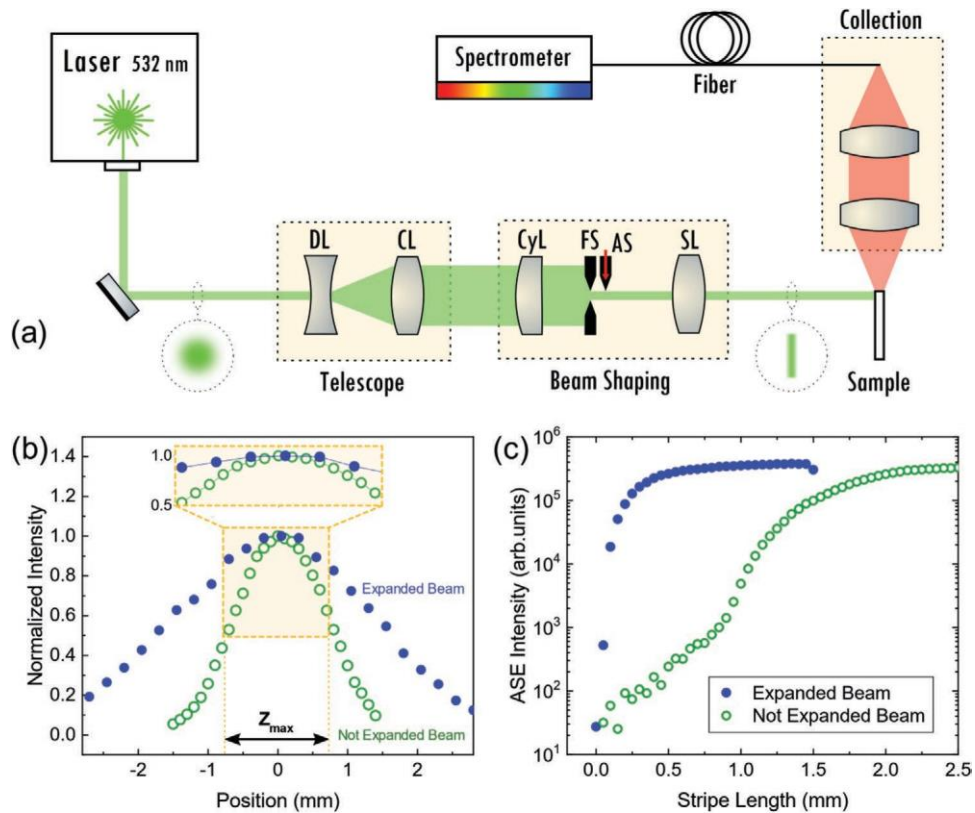 Laser 532 nm
Spectrometer
Fiber
Collection
DL
CL
CyL
FS
AS
SL
(a)
Telescope
Beam Shaping
Sample
(b)
1.4
1.2
1.0
0.8
0.6
0.4
0.2
0.0
Normalized Intensity
1.0
0.5
Expanded Beam
Zmax
Not Expanded Beam
-2
-1
0
1
2
Position (mm)
(c)
10^6
10^5
10^4
10^3
10^2
10^1
ASE Intensity (arb.units)
Expanded Beam
Not Expanded Beam
0.0
0.5
1.0
1.5
2.0
2.5
Stripe Length (mm)